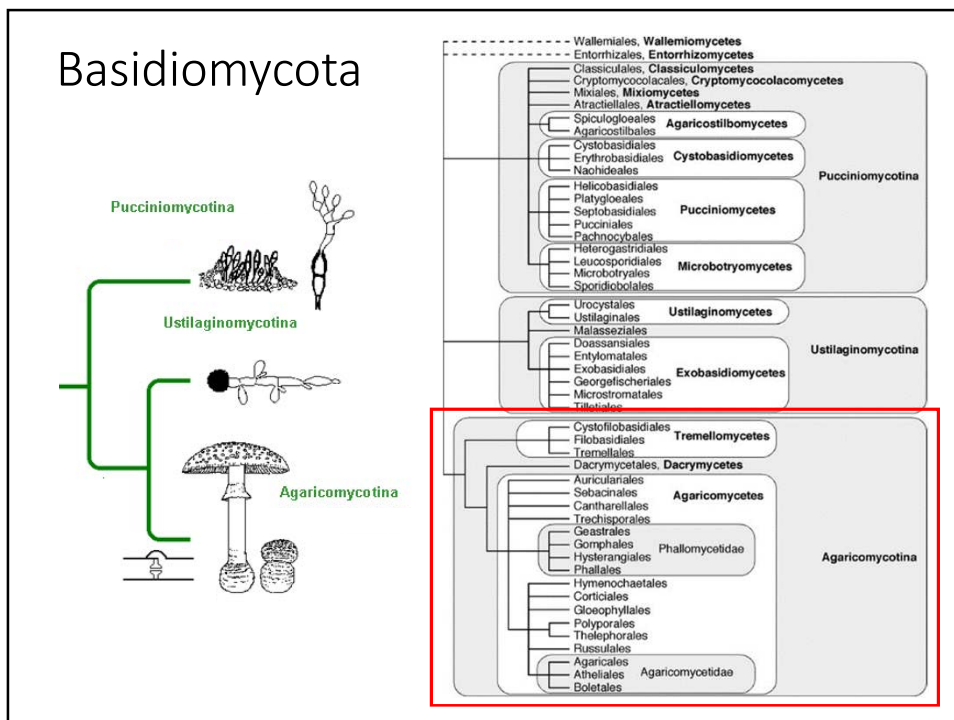 Basidiomycota
Pucciniomycotina
Ustilaginomycotina
Agaricomycotina
Wallemiales, Wallemiomycetes
Entorrhizales, Entorrhizomycetes
Classiculales, Classiculomycetes
Cryptomycocolacales, Cryptomycocolacomycetes
Mixiales, Mixiomycetes
Atractiellales, Atractiellomycetes
Spiculogloeales
Agaricostilbales
Agaricostilbomycetes
Cystobasidiales
Erythrobasidiales
Naohideales
Cystobasidiomycetes
Helicobasidiales
Platygloeales
Septobasidiales
Pucciniales
Pachnocybales
Pucciniomycetes
Heterogastridiales
Leucosporidiales
Microbotryales
Sporidiobolales
Microbotryomycetes
Pucciniomycotina
Urocystales
Ustilaginales
Ustilaginomycetes
Malasseziales
Doassansiales
Entylomatales
Exobasidiales
Georgefischeriales
Microstromatales
Tilletiales
Exobasidiomycetes
Ustilaginomycotina
Cystofilobasidiales
Filobasidiales
Tremellales
Tremellomycetes
Dacrymycetales, Dacrymycetes
Auriculariales
Sebacinales
Cantharellales
Trechisporales
Agaricomycetes
Geastrales
Gomphales
Hysterangiales
Phallales
Phallomycetidae
Hymenochaetales
Corticiales
Gloeophyllales
Polyporales
Thelephorales
Russulales
Agaricales
Atheliales
Boletales
Agaricomycetidae
Agaricomycotina